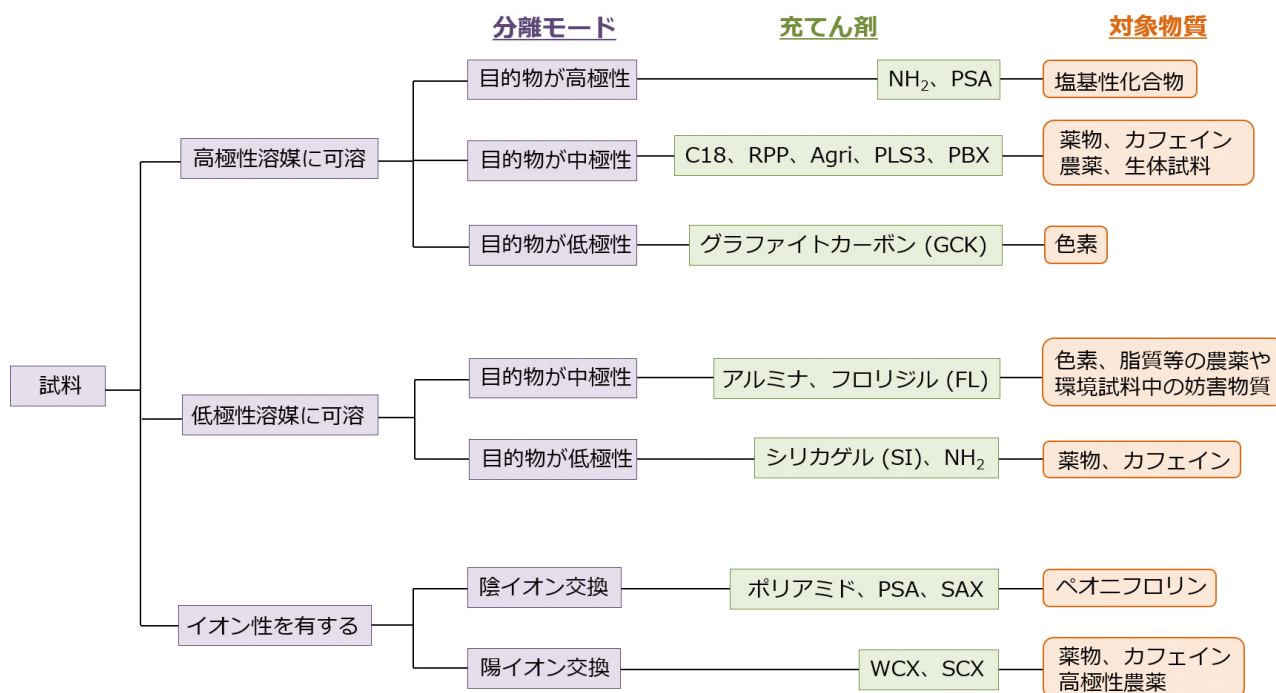 分離モード
充てん剤
対象物質
目的物が高極性
NH₂、PSA
塩基性化合物
高極性溶媒に可溶
目的物が中極性
C18、RPP、Agri、PLS3、PBX
薬物、カフェイン
農薬、生体試料
目的物が低極性
グラファイトカーボン (GCK)
色素
試料
低極性溶媒に可溶
目的物が中極性
アルミナ、フロリジル (FL)
色素、脂質等の農薬や
環境試料中の妨害物質
目的物が低極性
シリカゲル (SI)、NH₂
薬物、カフェイン
イオン性を有する
陰イオン交換
ポリアミド、PSA、SAX
ペオニフロリン
陽イオン交換
WCX、SCX
薬物、カフェイン
高極性農薬